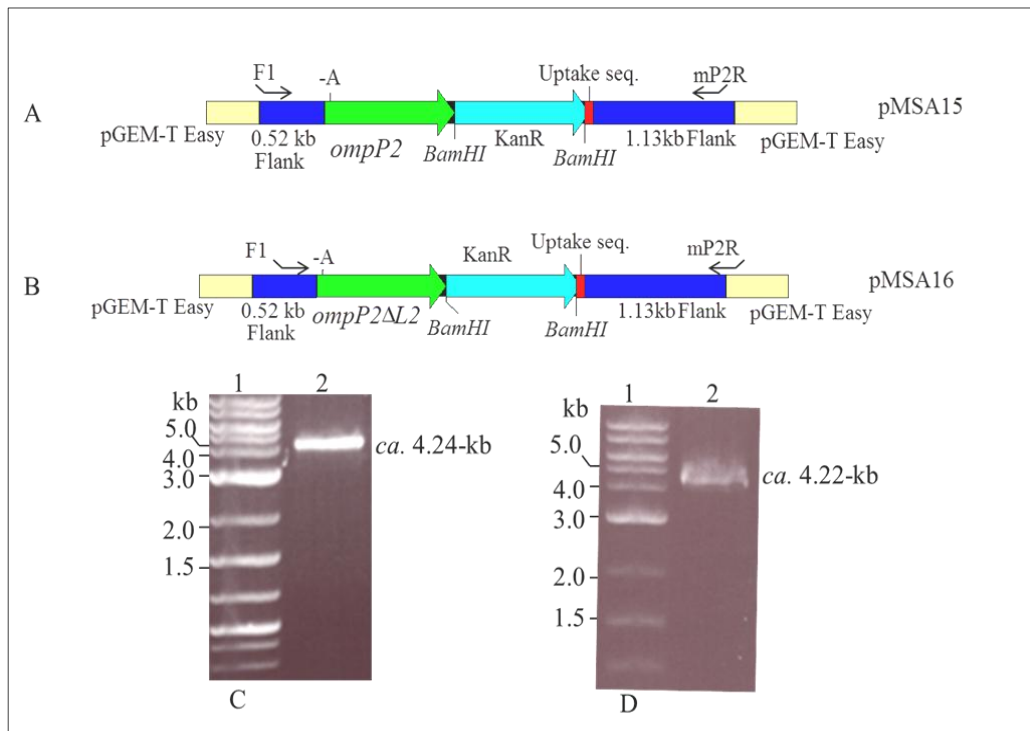 F1
-A
Uptake seq.
mP2R
A
pMSA15
pGEM-T Easy
0.52 kb
Flank
ompP2
BamHI
KanR
BamHI
1.13kb Flank
pGEM-T Easy
F1
-A
KanR
Uptake seq.
mP2R
B
pMSA16
pGEM-T Easy
0.52 kb
Flank
ompP2ΔL2
BamHI
BamHI
1.13kb Flank
pGEM-T Easy
1 2
kb
5.0
4.0
3.0
2.0
1.5
ca. 4.24-kb
C
1 2
kb
5.0
4.0
3.0
2.0
1.5
ca. 4.22-kb
D